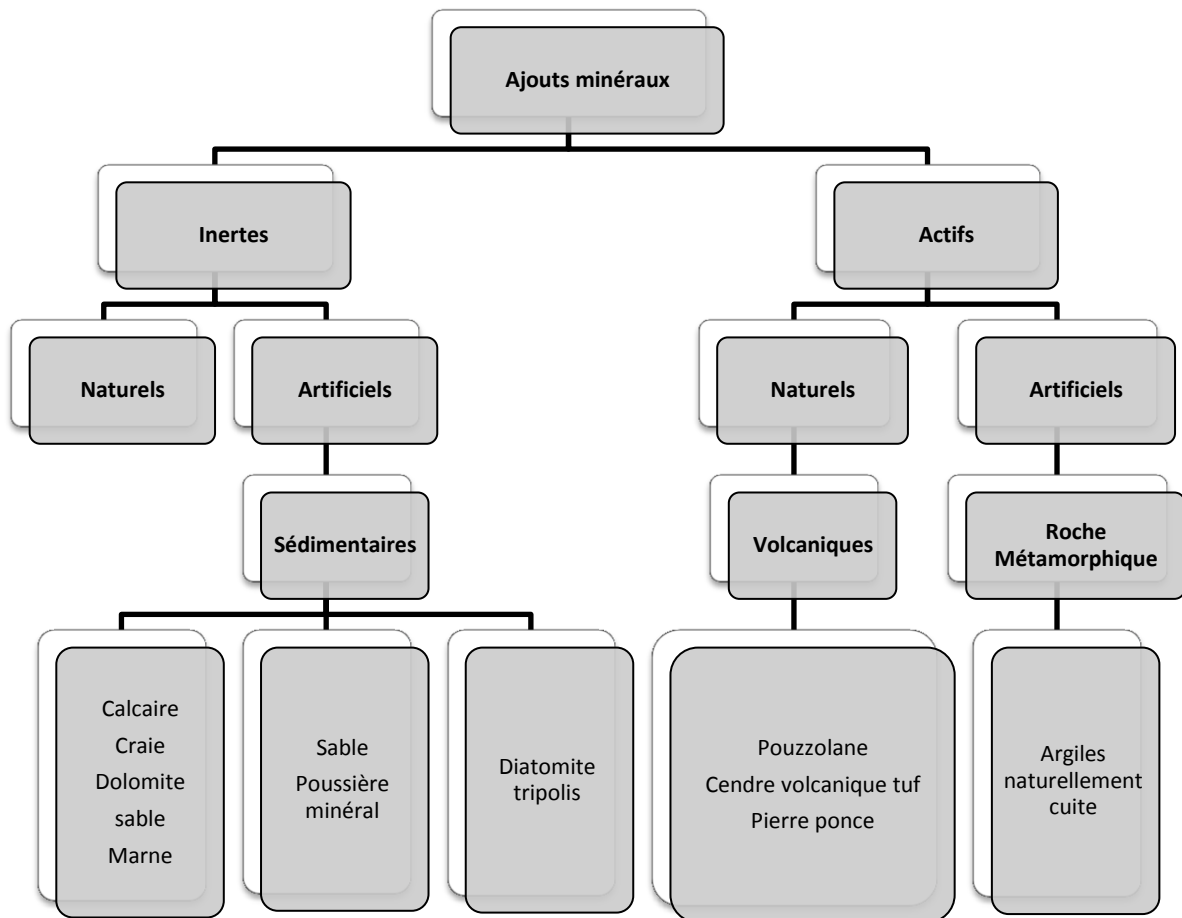 Ajouts minéraux
Inertes
Actifs
Naturels
Artificiels
Naturels
Artificiels
Sédimentaires
Volcaniques
Roche
Métamorphique
Calcaire
Craie
Dolomite
sable
Marne
Sable
Poussière
minéral
Diatomite
tripolis
Pouzzolane
Cendre volcanique tuf
Pierre ponce
Argiles
naturellement
cuite